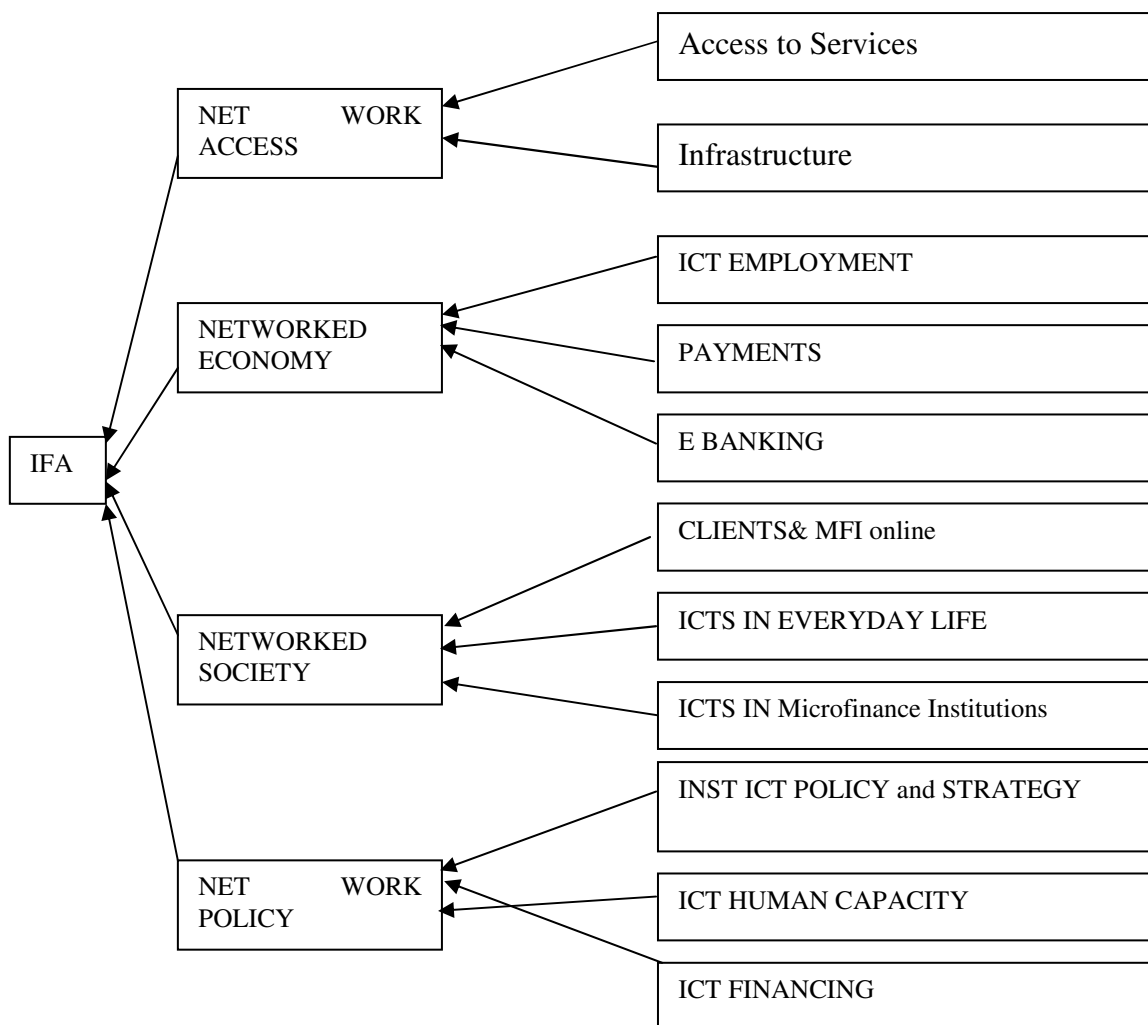 Access to Services
NET WORK
ACCESS
Infrastructure
ICT EMPLOYMENT
NETWORKED
ECONOMY
PAYMENTS
E BANKING
IFA
CLIENTS& MFI online
ICTS IN EVERYDAY LIFE
NETWORKED
SOCIETY
ICTS IN Microfinance Institutions
INST ICT POLICY and STRATEGY
NET WORK
POLICY
ICT HUMAN CAPACITY
ICT FINANCING